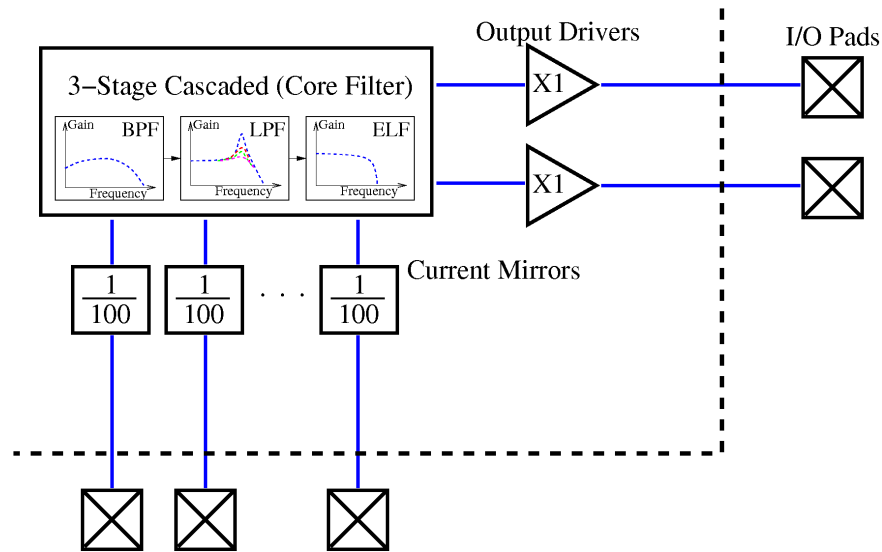 Output Drivers
I/O Pads
3−Stage Cascaded (Core Filter)
X1
Gain BPF
Gain LPF
Gain ELF
Frequency
Frequency
Frequency
X1
Current Mirrors
1
100
1
100
. . .
1
100